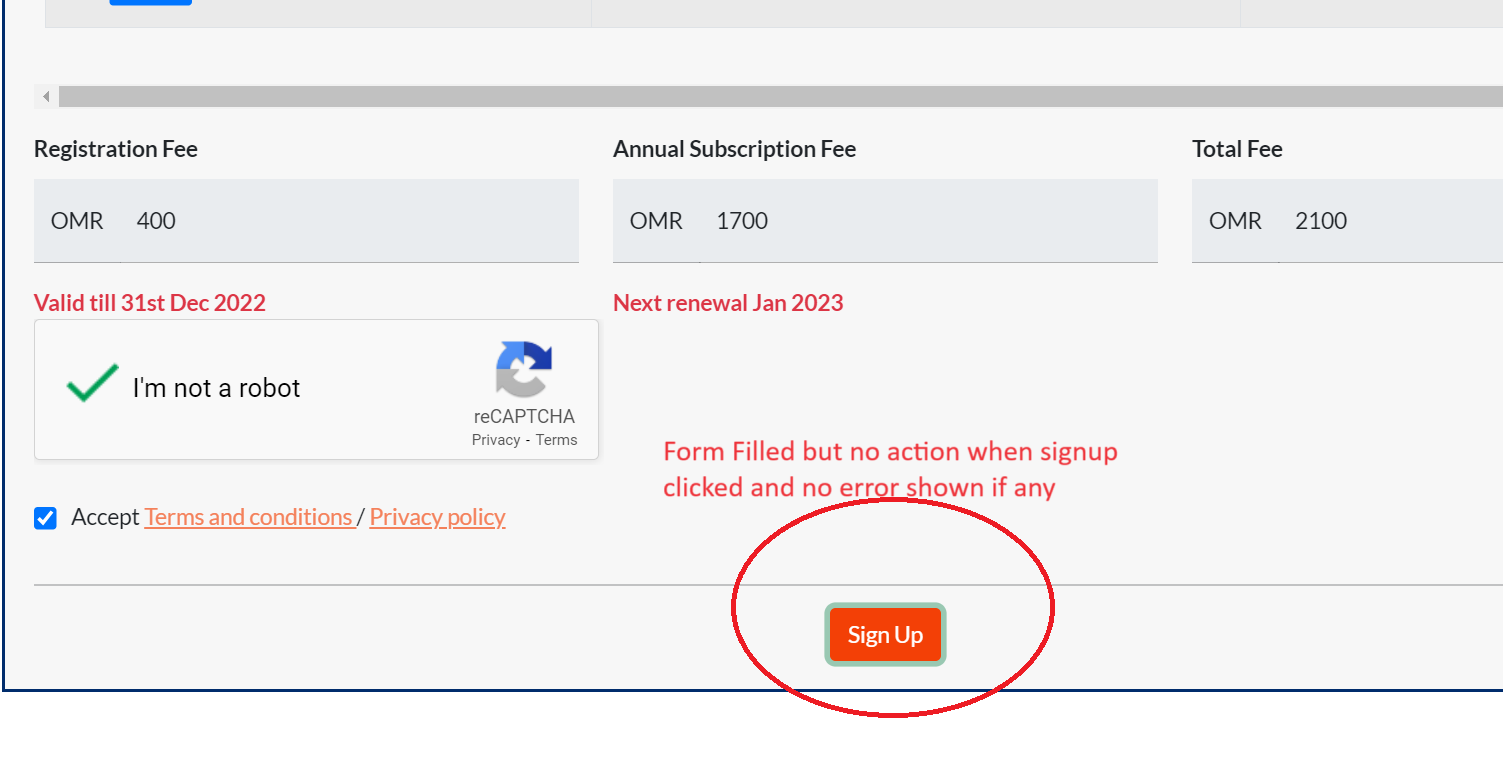 Registration Fee
Annual Subscription Fee
Total Fee
OMR 400
OMR 1700
OMR 2100
Valid till 31st Dec 2022
Next renewal Jan 2023
I'm not a robot
reCAPTCHA
Privacy - Terms
Form Filled but no action when signup
clicked and no error shown if any
Accept Terms and conditions / Privacy policy
Sign Up